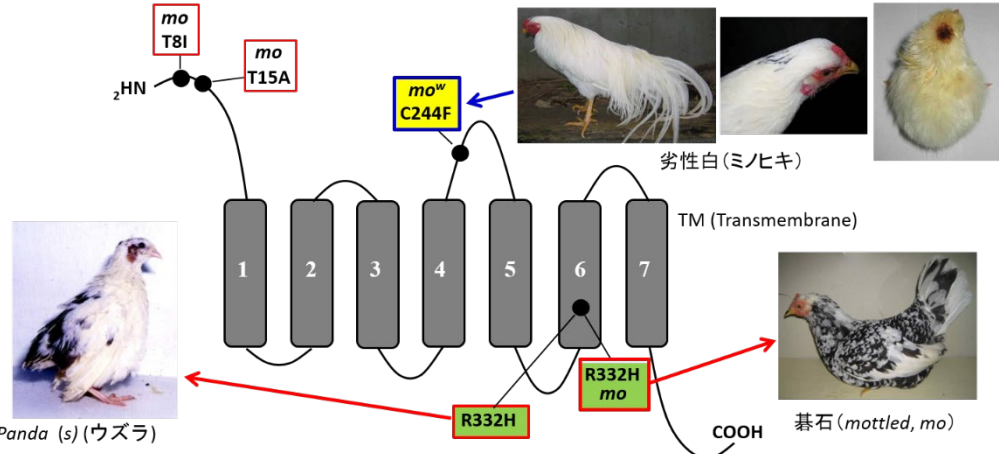 mo
T8I
mo
T15A
₂HN
moʷ
C244F
劣性白(ミノヒキ)
TM (Transmembrane)
1
2
3
4
5
6
7
R332H
mo
R332H
COOH
Panda (s) (ウズラ)
碁石(mottled, mo)